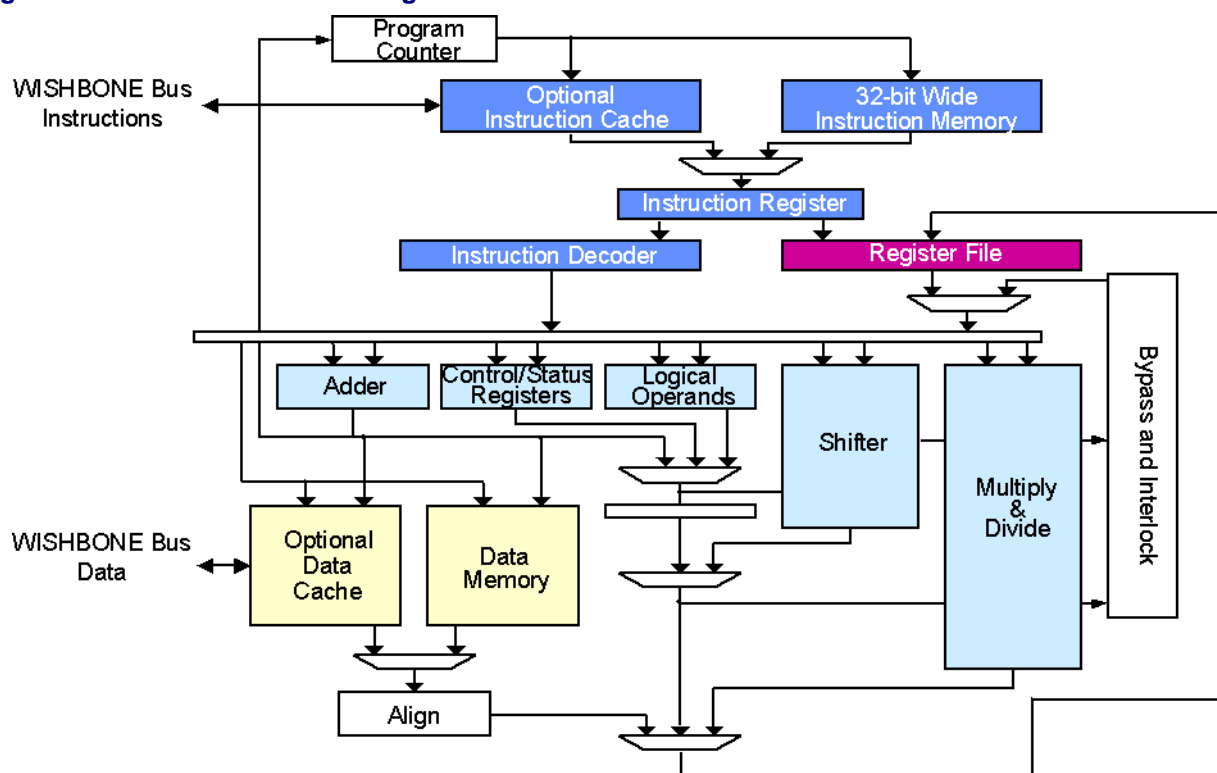 Program
Counter
WISHBONE Bus
Instructions
Optional
Instruction Cache
32-bit Wide
Instruction Memory
Instruction Register
Instruction Decoder
Register File
Adder
Control/Status
Registers
Logical
Operands
Shifter
Multiply
&
Divide
Bypass and Interlock
WISHBONE Bus
Data
Optional
Data
Cache
Data
Memory
Align